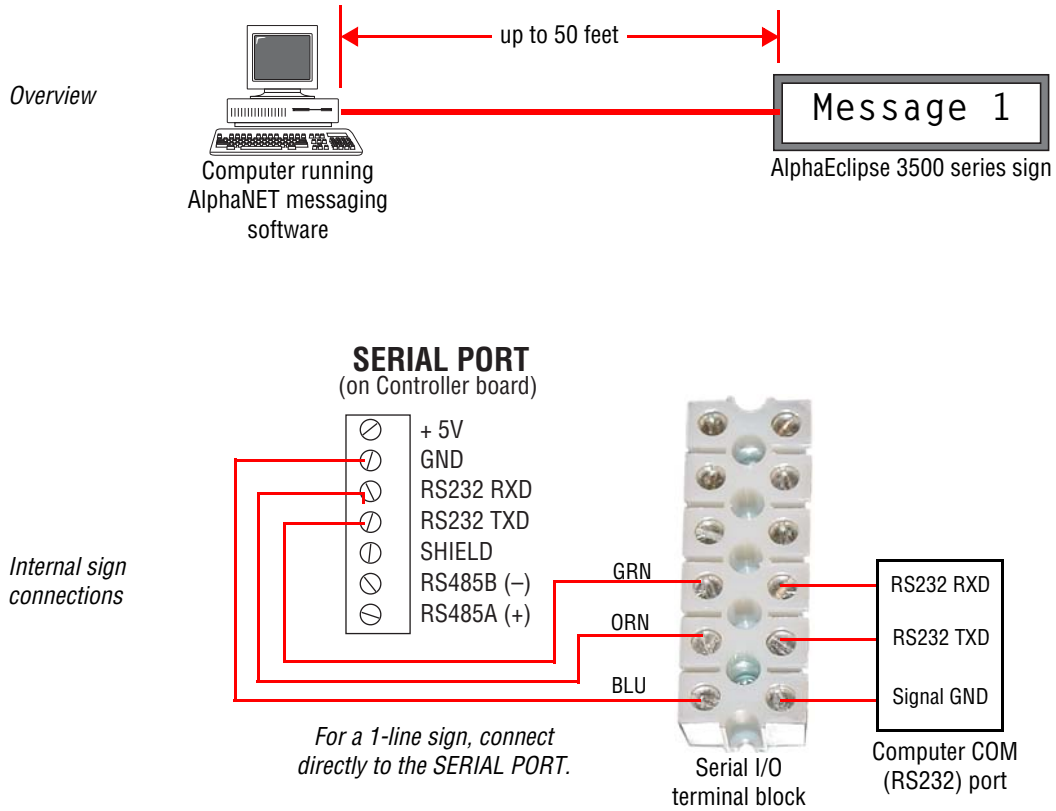 up to 50 feet
Overview
Message 1
Computer running
AlphaNET messaging
software
AlphaEclipse 3500 series sign
SERIAL PORT
(on Controller board)
+ 5V
GND
RS232 RXD
RS232 TXD
SHIELD
RS485B (–)
RS485A (+)
Internal sign
connections
GRN
ORN
BLU
RS232 RXD
RS232 TXD
Signal GND
For a 1-line sign, connect
directly to the SERIAL PORT.
Serial I/O
terminal block
Computer COM
(RS232) port